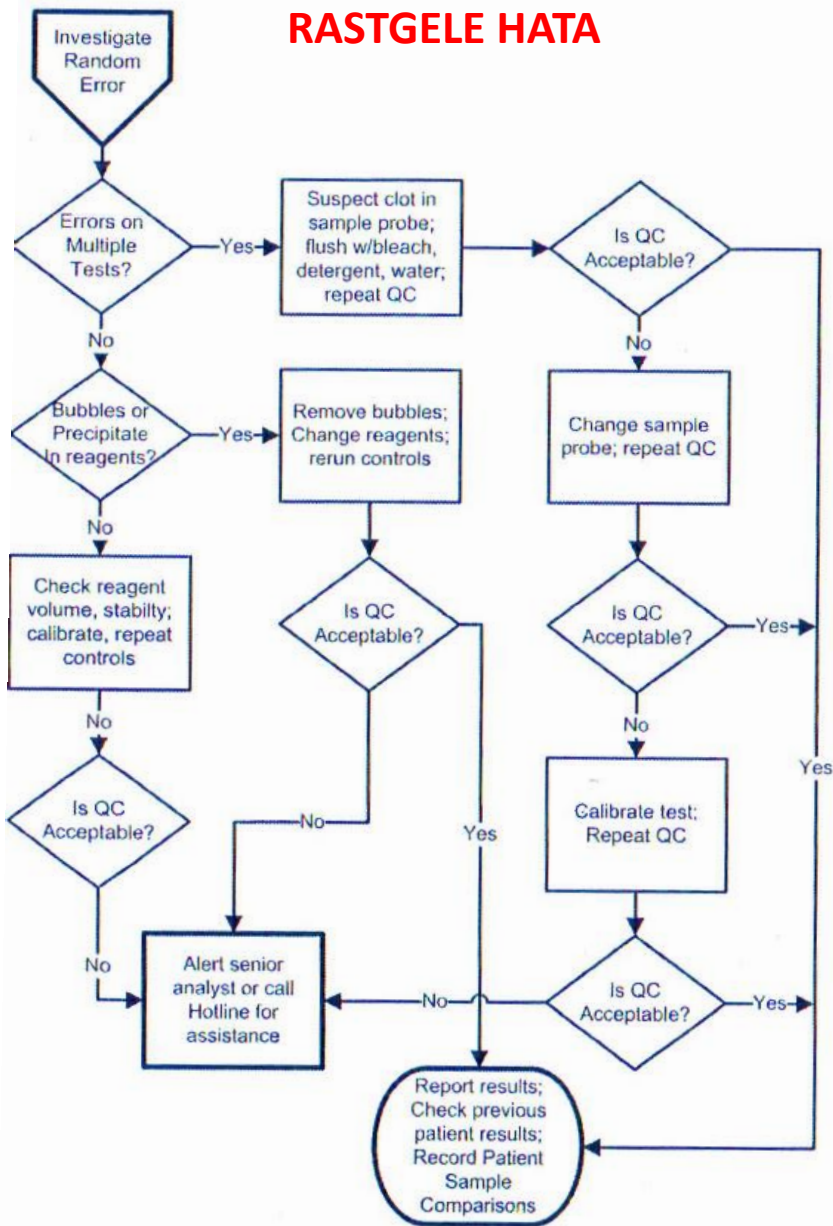 RASTGELE HATA
Investigate
Random
Error
Errors on
Multiple
Tests?
Yes
Suspect clot in
sample probe;
flush w/bleach,
detergent, water;
repeat QC
Is QC
Acceptable?
No
No
Bubbles or
Precipitate
In reagents?
Yes
Remove bubbles;
Change reagents;
rerun controls
Change sample
probe; repeat QC
No
Check reagent
volume, stabilty;
calibrate, repeat
controls
Is QC
Acceptable?
Is QC
Acceptable?
Yes
No
No
Yes
Is QC
Acceptable?
No
Yes
Calibrate test;
Repeat QC
No
Alert senior
analyst or call
Hotline for
assistance
No
Is QC
Acceptable?
Yes
Report results;
Check previous
patient results;
Record Patient
Sample
Comparisons